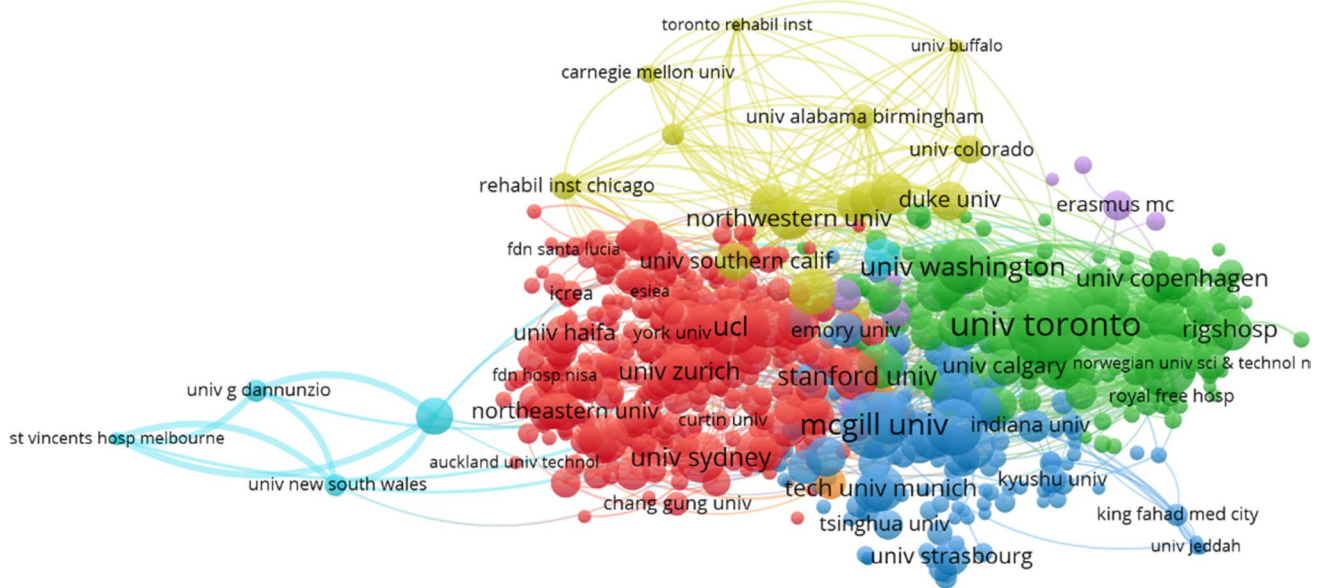 toronto rehabil inst
univ buffalo
carnegie mellon univ
univ alabama birmingham
univ colorado
rehabil inst chicago
duke univ
erasmus mc
northwestern univ
fdn santa lucia
univ southern calif
univ washington
univ copenhagen
icrea
esiea
univ haifa
york univ
ucl
emory univ
univ toronto
rigshosp
fdn hosp nisa
univ zurich
stanford univ
univ calgary
norwegian univ sci & technol n
univ g dannunzio
royal free hosp
northeastern univ
curtin univ
mcgill univ
indiana univ
st vincents hosp melbourne
auckland univ technol
univ sydney
univ new south wales
tech univ munich
kyushu univ
chang gung univ
king fahad med city
tsinghua univ
univ jeddah
univ strasbourg